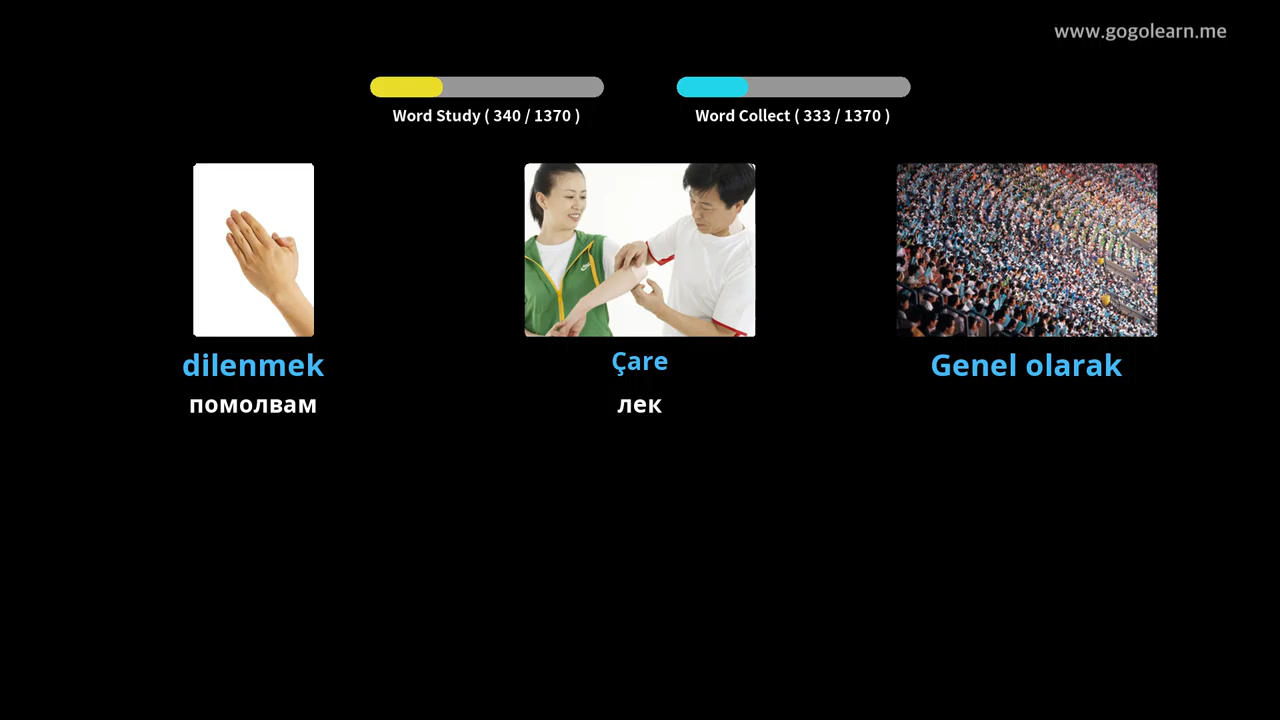 www.gogolearn.me
Word Study ( 340 / 1370 )
Word Collect ( 333 / 1370 )
dilenmek
помолвам
Çare
лек
Genel olarak